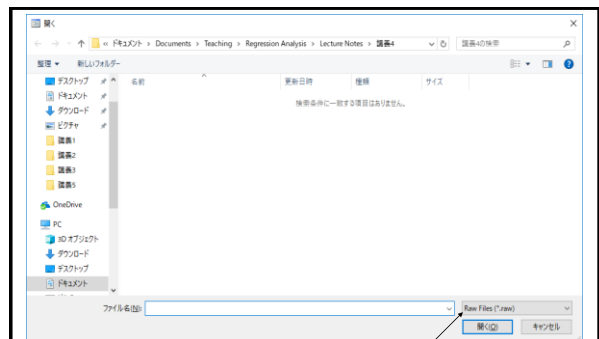 開く
« ドキュメント › Documents › Teaching › Regression Analysis › Lecture Notes › 講義4
講義4の検索
整理 新しいフォルダー
デスクトップ
ドキュメント
ダウンロード
ピクチャ
講義1
講義2
講義3
講義5
OneDrive
PC
3D オブジェクト
ダウンロード
デスクトップ
ドキュメント
名前 更新日時 種類 サイズ
検索条件に一致する項目はありません。
ファイル名(N):
Raw Files (*.raw)
開く(O) キャンセル